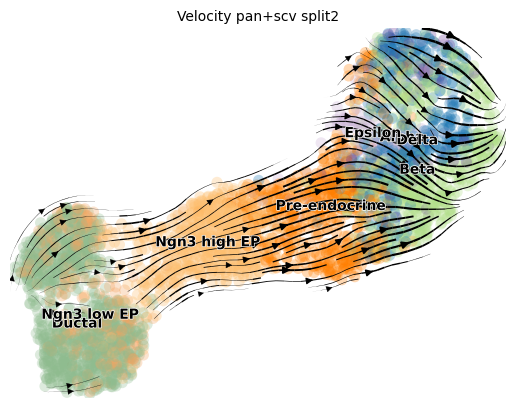 Velocity pan+scv split2
Epsilon
Delta
Beta
Pre-endocrine
Ngn3 high EP
Ngn3 low EP
Ductal